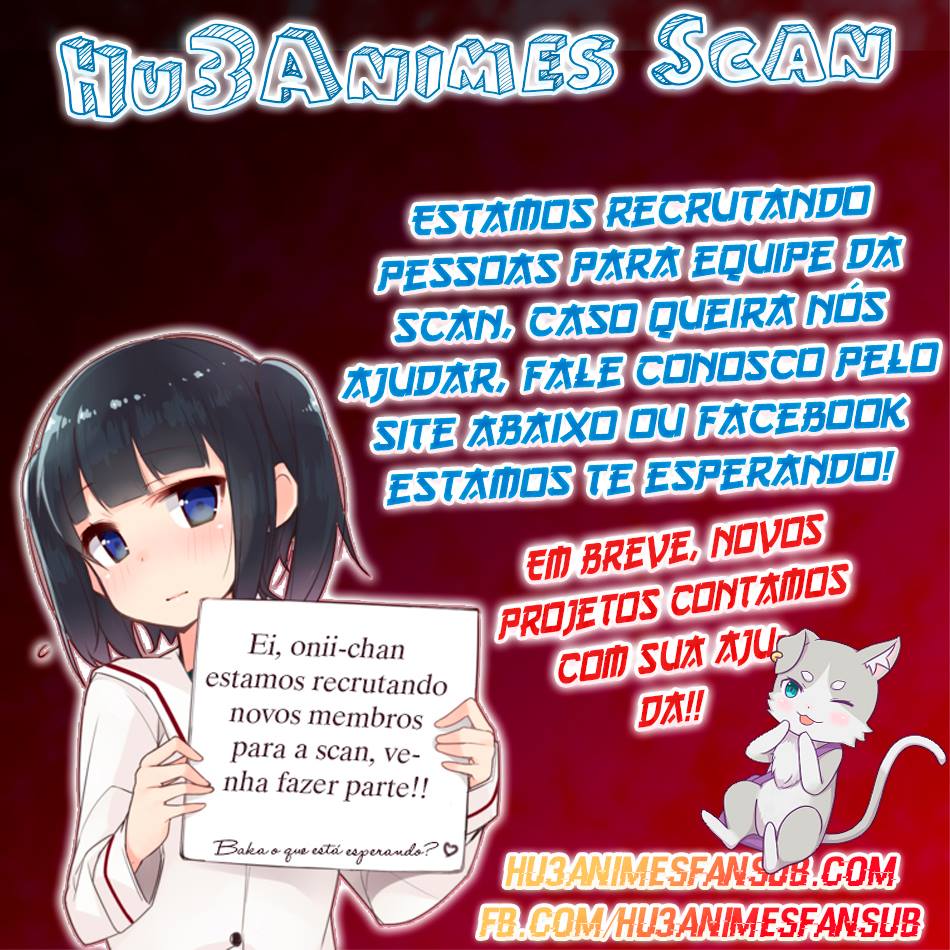 Hu3Animes Scan
ESTAMOS RECRUTANDO
PESSOAS PARA EQUIPE DA
SCAN, CASO QUEIRA NÓS
AJUDAR, FALE CONOSCO PELO
SITE ABAIXO OU FACEBOOK
ESTAMOS TE ESPERANDO!
EM BREVE, NOVOS
PROJETOS CONTAMOS
COM SUA AJU
DA!!
Ei, onii-chan
estamos recrutando
novos membros
para a scan, ve-
nha fazer parte!!
Baka o que está esperando? ♡
HU3ANIMESFANSUB.COM
FB.COM/HU3ANIMESFANSUB